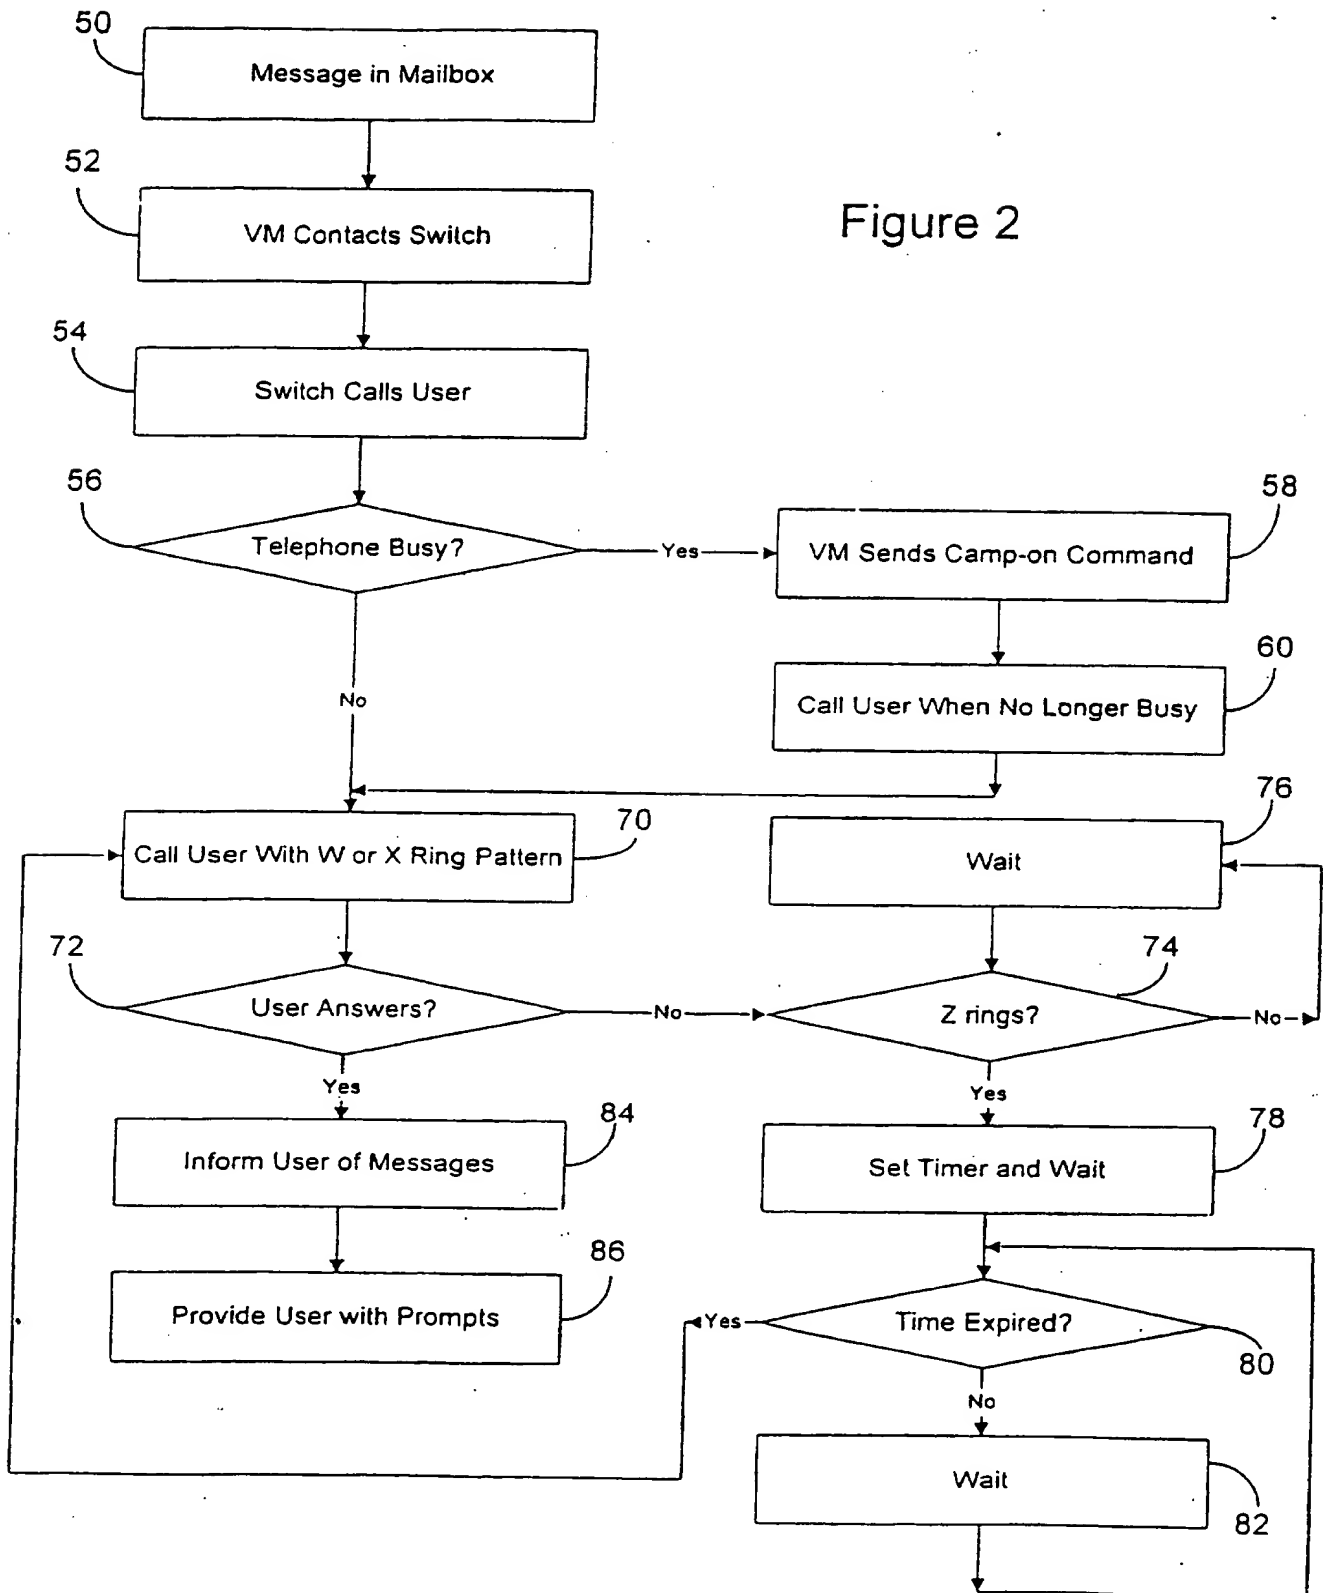 50
Message in Mailbox
52
VM Contacts Switch
Figure 2
54
Switch Calls User
56
Telephone Busy?
Yes
58
VM Sends Camp-on Command
60
Call User When No Longer Busy
No
70
Call User With W or X Ring Pattern
76
Wait
72
User Answers?
No
74
Z rings?
No
Yes
Yes
84
Inform User of Messages
78
Set Timer and Wait
86
Provide User with Prompts
Yes
Time Expired?
80
No
Wait
82